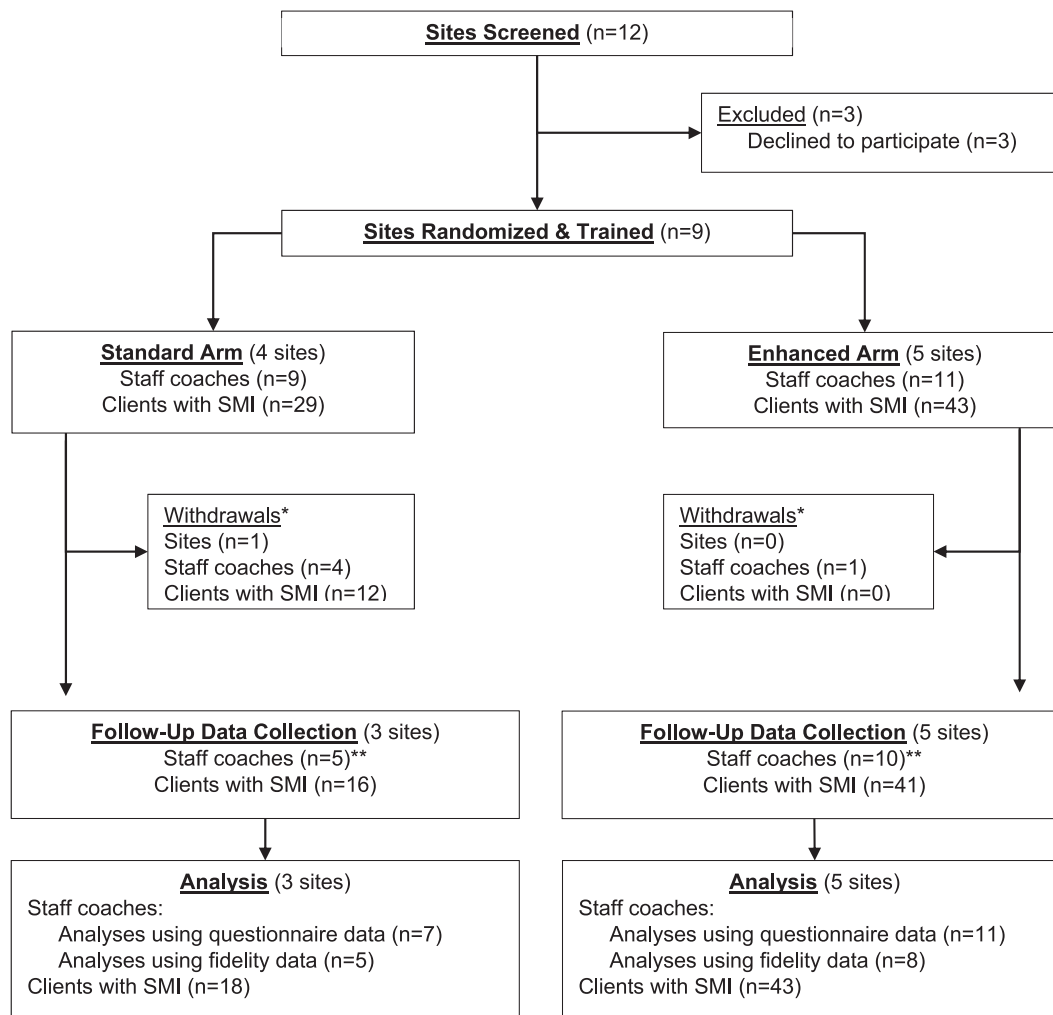 Sites Screened (n=12)
Excluded (n=3)
Declined to participate (n=3)
Sites Randomized & Trained (n=9)
Standard Arm (4 sites)
Staff coaches (n=9)
Clients with SMI (n=29)
Enhanced Arm (5 sites)
Staff coaches (n=11)
Clients with SMI (n=43)
Withdrawals*
Sites (n=1)
Staff coaches (n=4)
Clients with SMI (n=12)
Withdrawals*
Sites (n=0)
Staff coaches (n=1)
Clients with SMI (n=0)
Follow-Up Data Collection (3 sites)
Staff coaches (n=5)**
Clients with SMI (n=16)
Follow-Up Data Collection (5 sites)
Staff coaches (n=10)**
Clients with SMI (n=41)
Analysis (3 sites)
Staff coaches:
Analyses using questionnaire data (n=7)
Analyses using fidelity data (n=5)
Clients with SMI (n=18)
Analysis (5 sites)
Staff coaches:
Analyses using questionnaire data (n=11)
Analyses using fidelity data (n=8)
Clients with SMI (n=43)